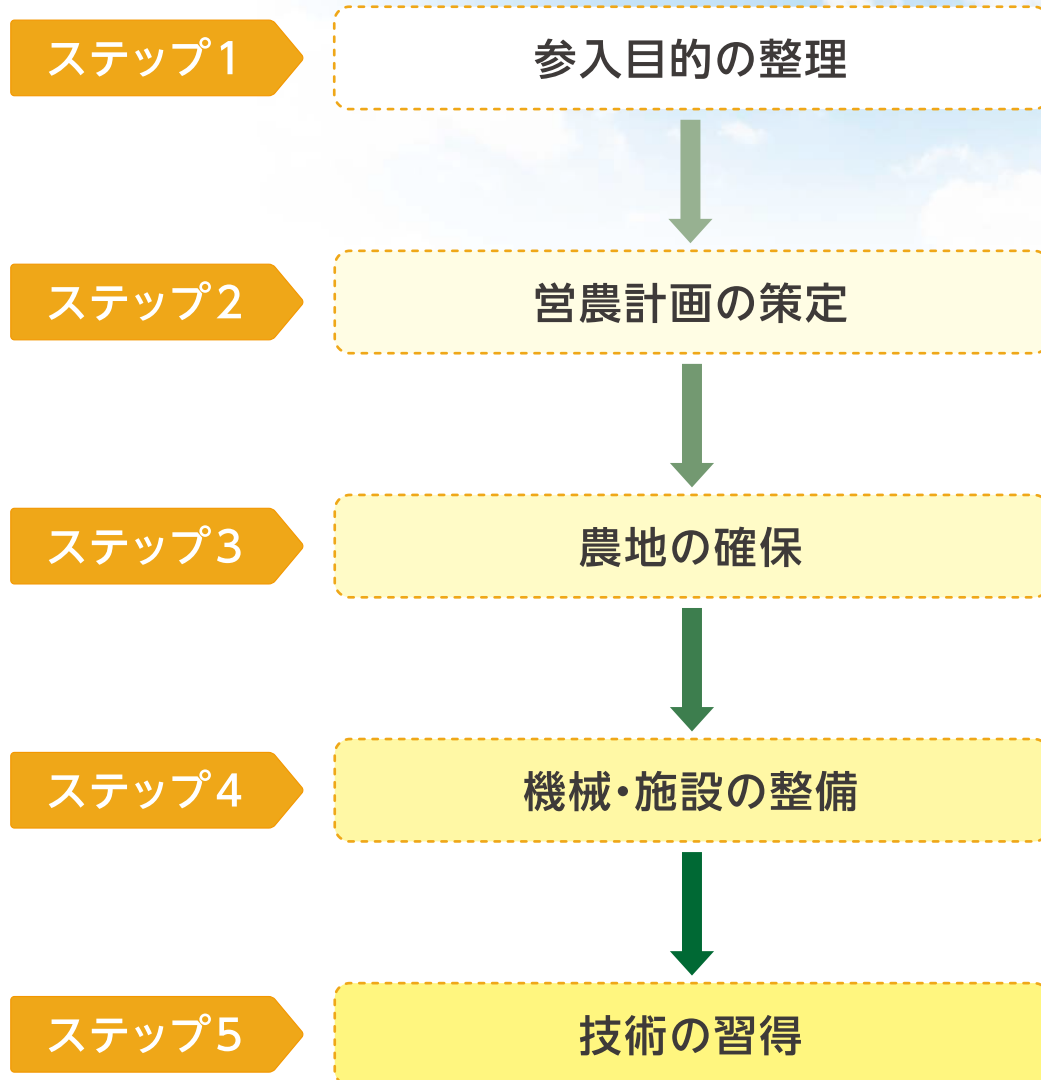 ステップ1
参入目的の整理
ステップ2
営農計画の策定
ステップ3
農地の確保
ステップ4
機械・施設の整備
ステップ5
技術の習得